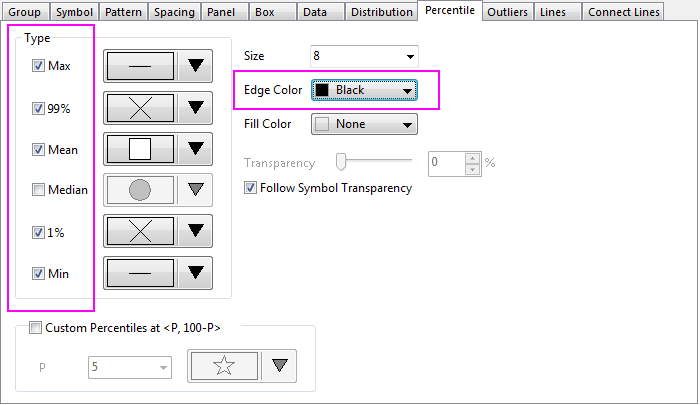 Group Symbol Pattern Spacing Panel Box Data Distribution Percentile Outliers Lines Connect Lines
Type
Max
99%
Mean
Median
1%
Min
Size 8
Edge Color Black
Fill Color None
Transparency 0 %
Follow Symbol Transparency
Custom Percentiles at <P, 100-P>
P 5